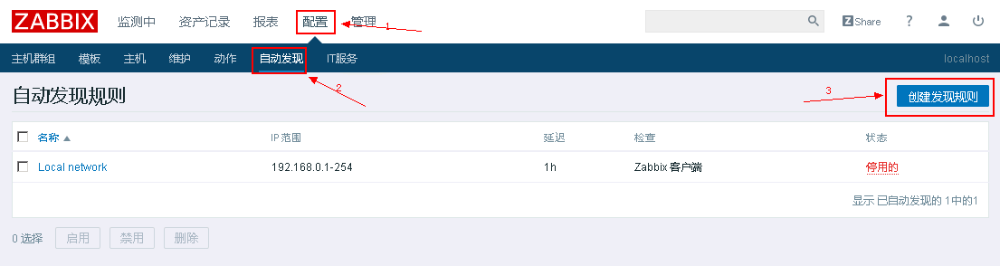 ZABBIX 监测中 资产记录 报表 配置 管理 1 Share ?
主机群组 模板 主机 维护 动作 自动发现 IT服务 localhost
2
自动发现规则 3 创建发现规则
名称 IP范围 延迟 检查 状态
Local network 192.168.0.1-254 1h Zabbix 客户端 停用的
显示 已自动发现的 1中的1
0 选择 启用 禁用 删除